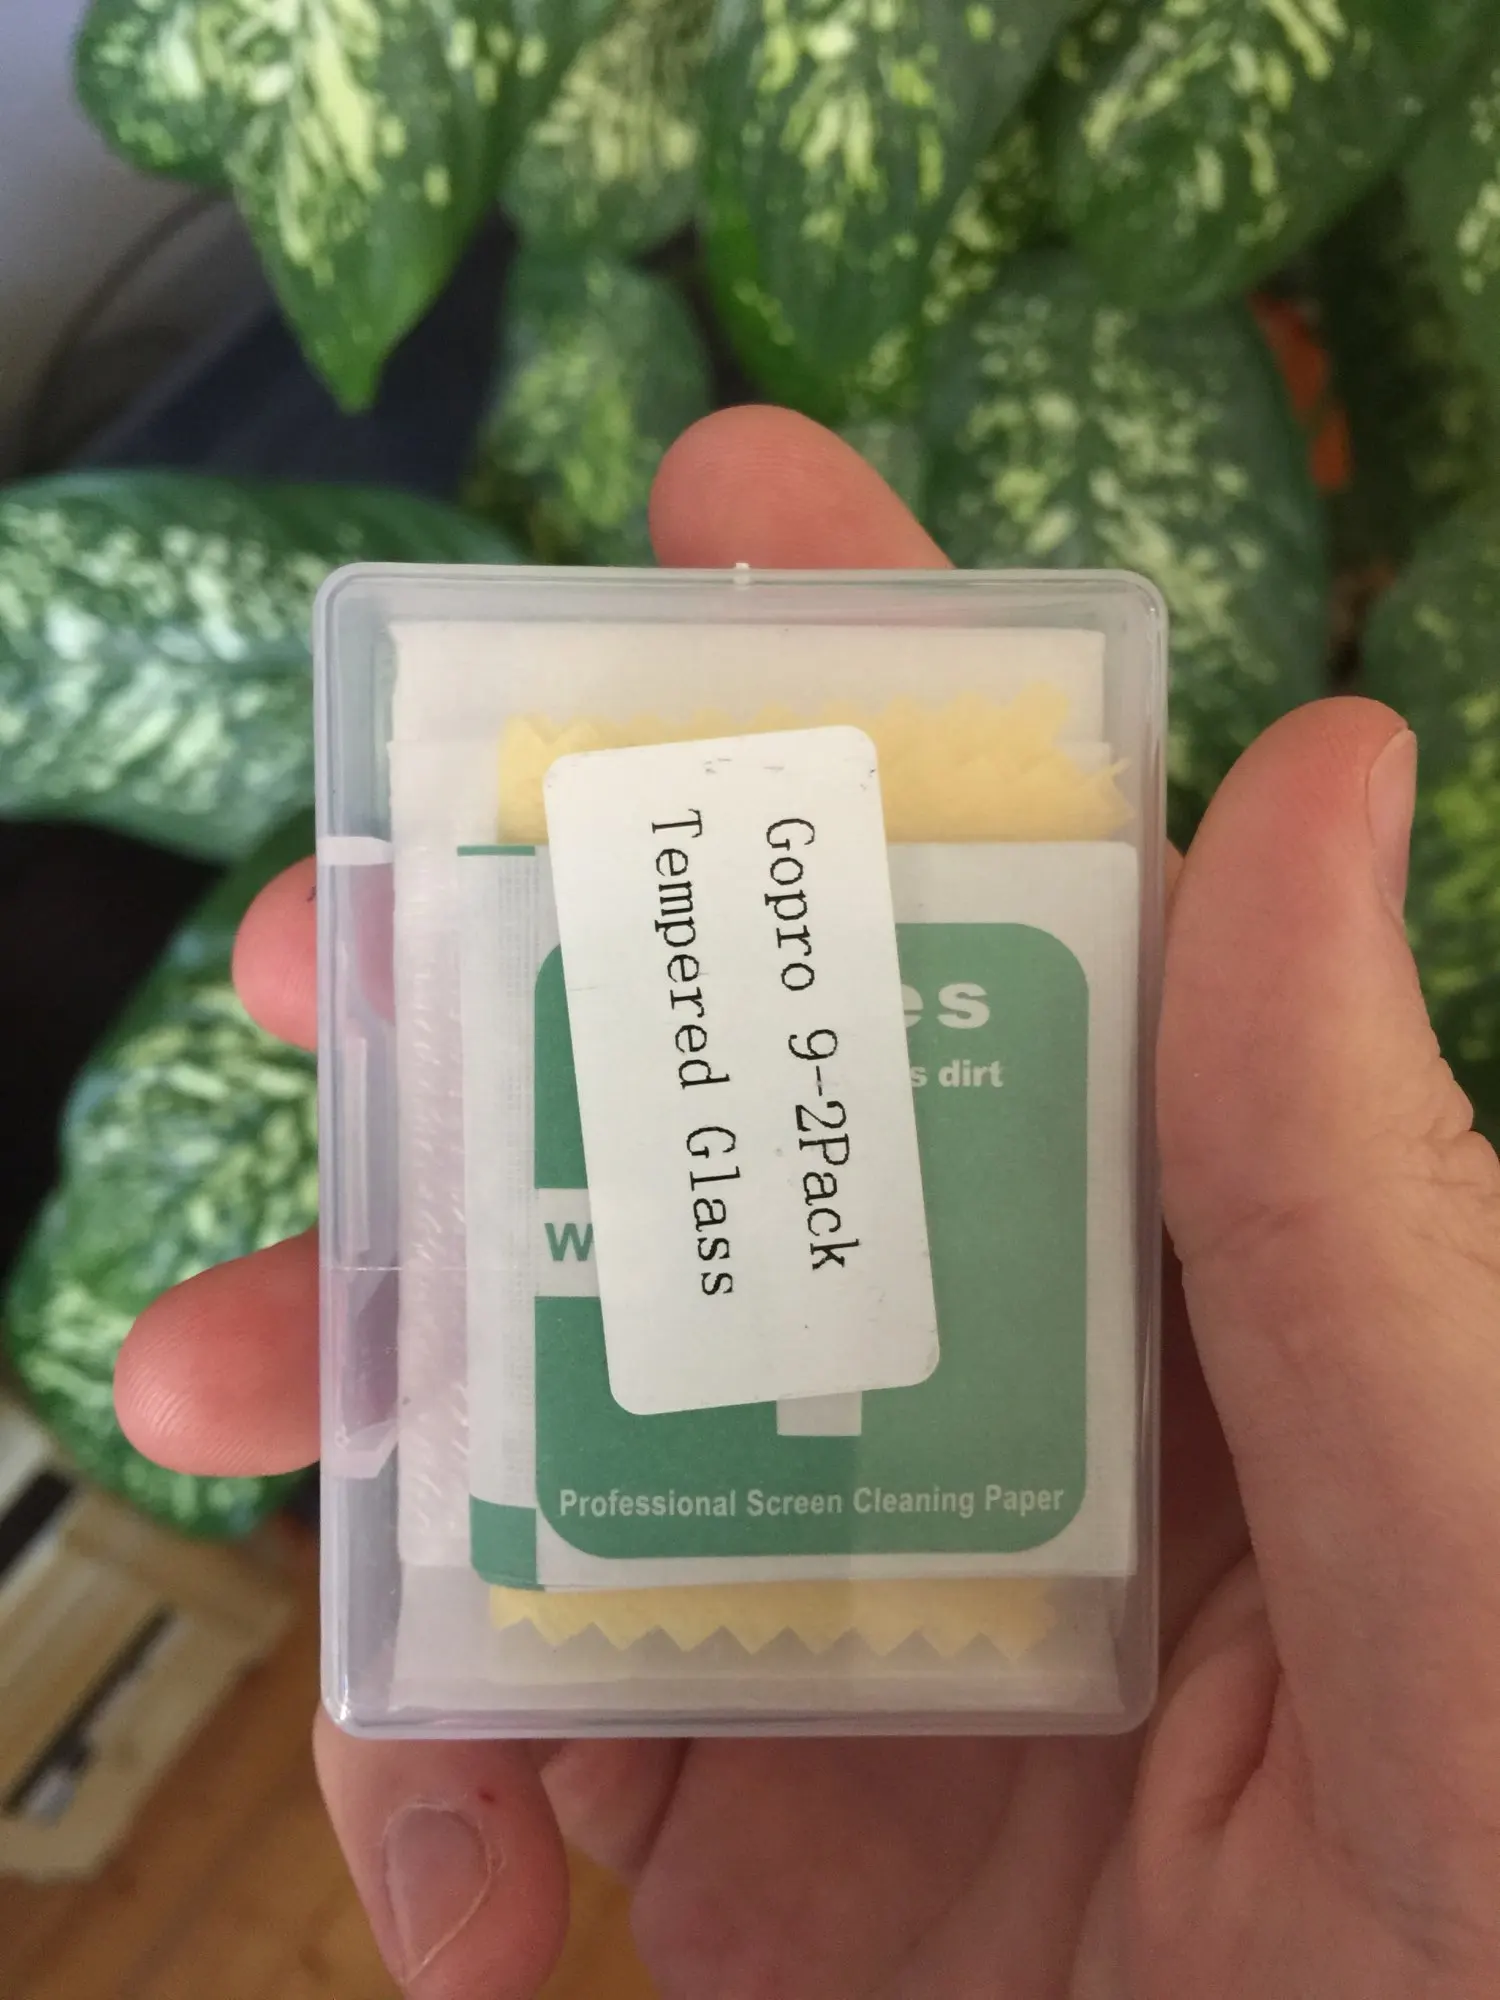 Gopro 9-2Pack
Tempered Glass
dirt
Professional Screen Cleaning Paper